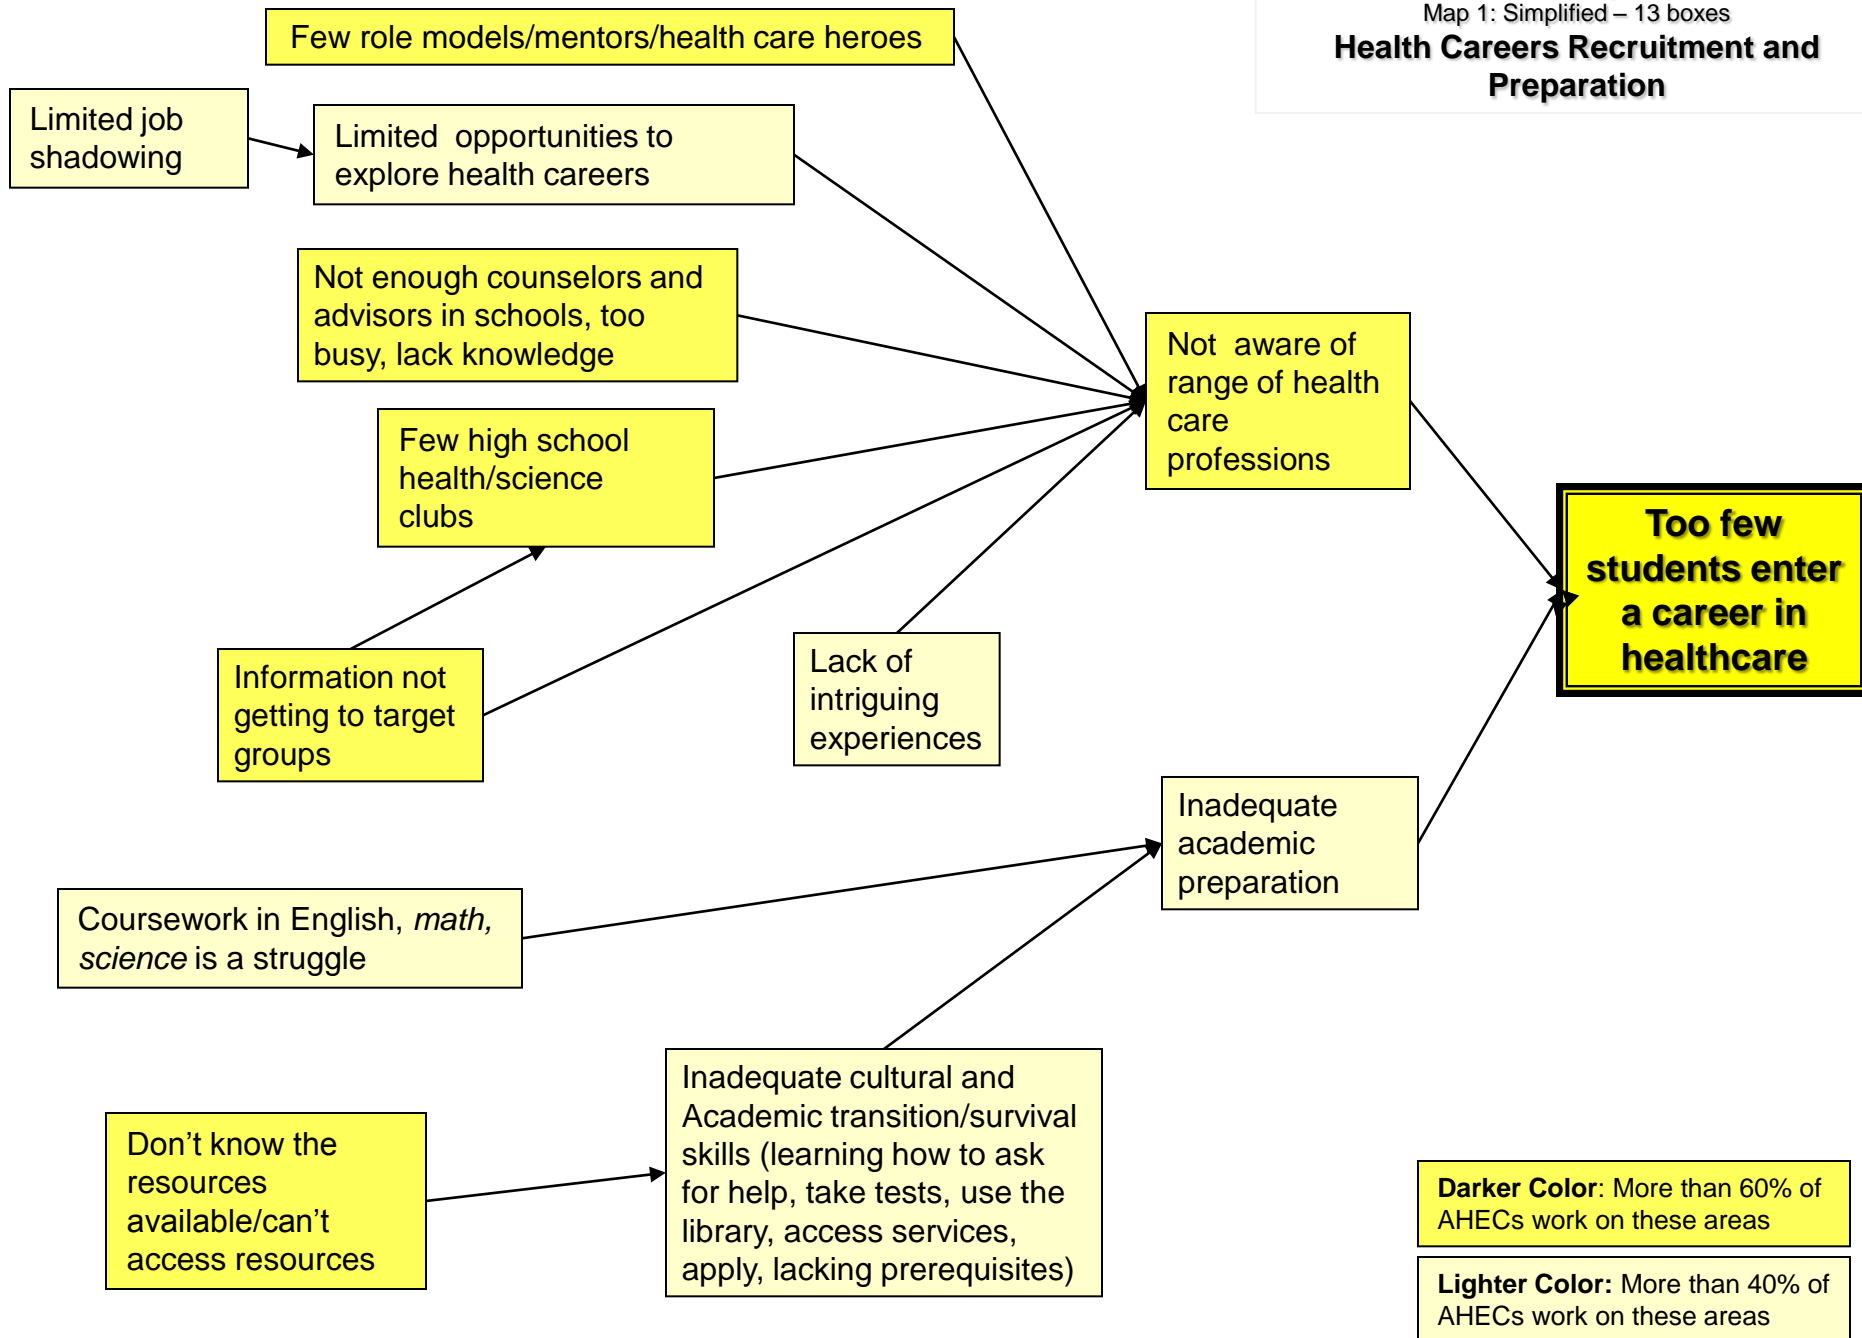 Map 1: Simplified – 13 boxes
Health Careers Recruitment and
Preparation
Few role models/mentors/health care heroes
Limited job
shadowing
Limited opportunities to
explore health careers
Not enough counselors and
advisors in schools, too
busy, lack knowledge
Few high school
health/science
clubs
Information not
getting to target
groups
Lack of
intriguing
experiences
Not aware of
range of health
care
professions
Too few
students enter
a career in
healthcare
Inadequate
academic
preparation
Coursework in English, math,
science is a struggle
Inadequate cultural and
Academic transition/survival
skills (learning how to ask
for help, take tests, use the
library, access services,
apply, lacking prerequisites)
Don’t know the
resources
available/can’t
access resources
Darker Color: More than 60% of
AHECs work on these areas
Lighter Color: More than 40% of
AHECs work on these areas